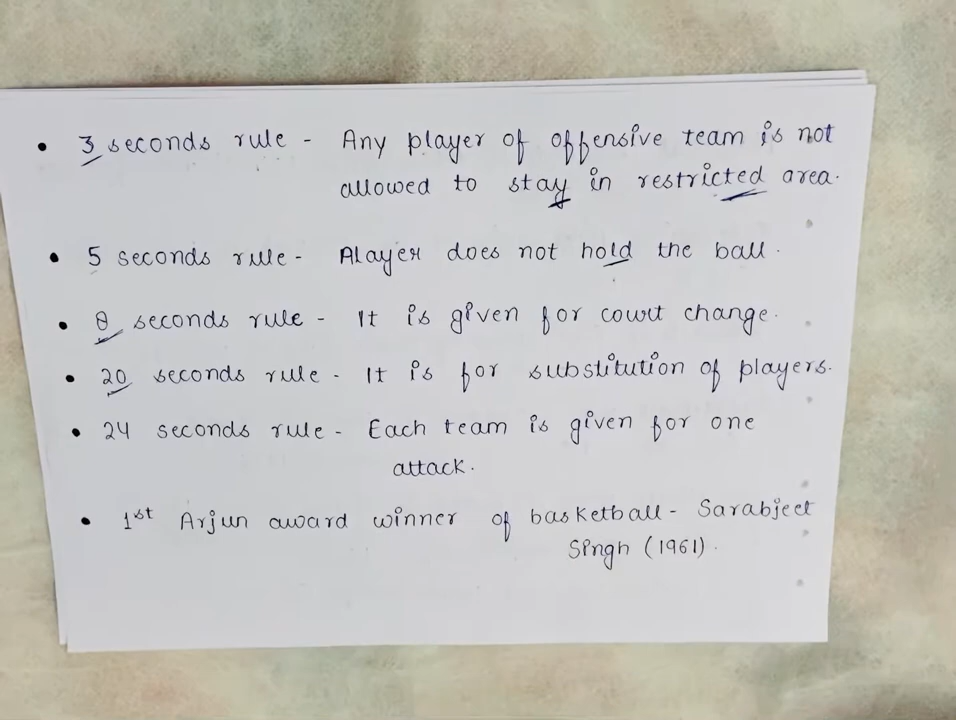 • 3 seconds rule - Any player of offensive team is not
allowed to stay in restricted area.
• 5 seconds rule - Alayer does not hold the ball.
• 8 seconds rule - It is given for court change.
• 20 seconds rule - It is for substitution of players.
• 24 seconds rule - Each team is given for one
attack.
• 1st Arjun award winner of basketball - Sarabjeet
Singh (1961).